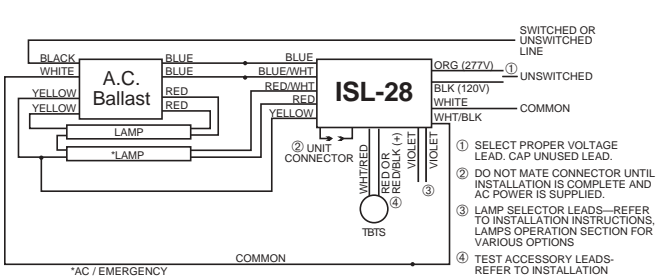 SWITCHED OR
UNSWITCHED
LINE
BLACK
WHITE
YELLOW
YELLOW
A.C.
Ballast
BLUE
BLUE
RED
RED
LAMP
*LAMP
BLUE
BLUE/WHT
RED/WHT
RED
YELLOW
ISL-28
ORG (277V)
①
UNSWITCHED
BLK (120V)
WHITE
COMMON
WHT/BLK
② UNIT
CONNECTOR
WHT/RED
RED OR
RED/BLK (+)
VIOLET
VIOLET
③
④
TBTS
COMMON
*AC / EMERGENCY
① SELECT PROPER VOLTAGE
LEAD. CAP UNUSED LEAD.
② DO NOT MATE CONNECTOR UNTIL
INSTALLATION IS COMPLETE AND
AC POWER IS SUPPLIED.
③ LAMP SELECTOR LEADS—REFER
TO INSTALLATION INSTRUCTIONS,
LAMPS OPERATION SECTION FOR
VARIOUS OPTIONS
④ TEST ACCESSORY LEADS-
REFER TO INSTALLATION